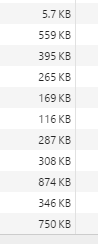 5.7 KB
559 KB
395 KB
265 KB
169 KB
116 KB
287 KB
308 KB
874 KB
346 KB
750 KB